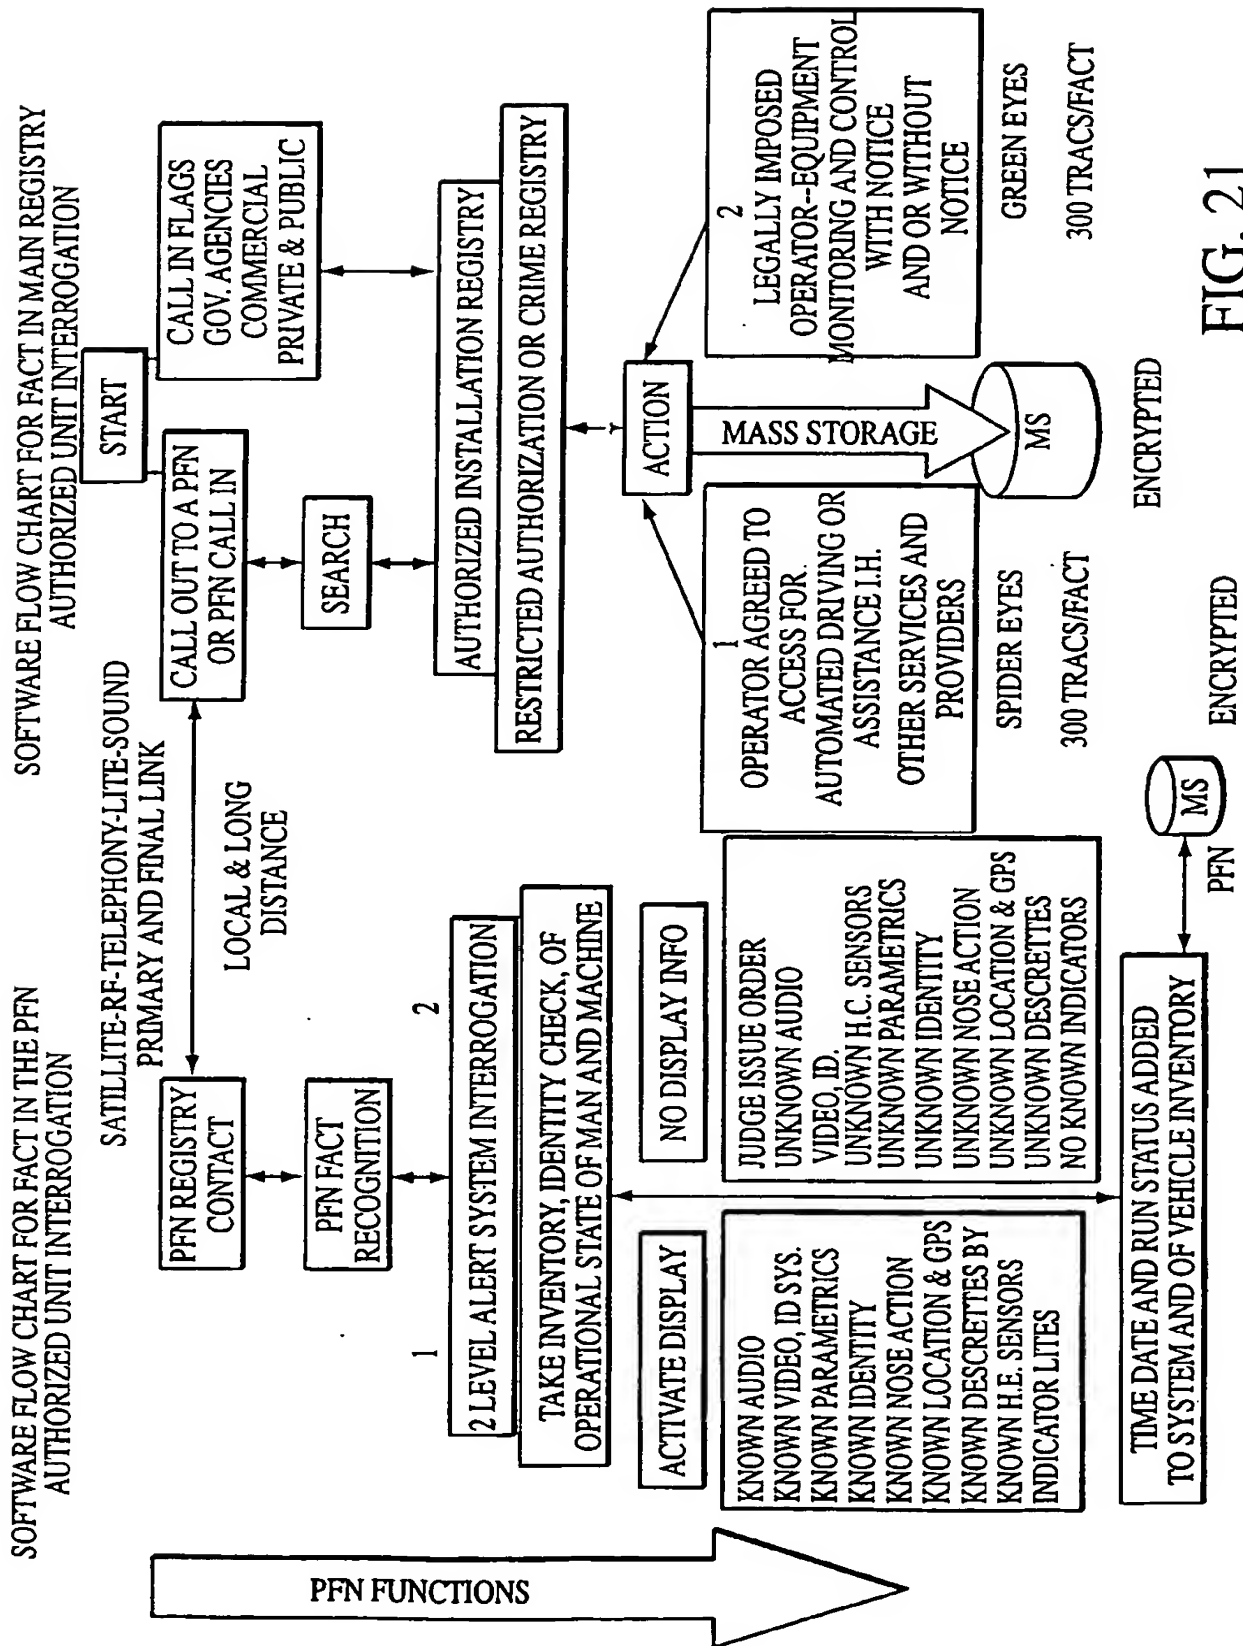 SOFTWARE FLOW CHART FOR FACT IN THE PFN
AUTHORIZED UNIT INTERROGATION
SOFTWARE FLOW CHART FOR FACT IN MAIN REGISTRY
AUTHORIZED UNIT INTERROGATION
SATILLITE-RF-TELEPHONY-LITE-SOUND
PRIMARY AND FINAL LINK
LOCAL & LONG
DISTANCE
START
PFN REGISTRY
CONTACT
CALL OUT TO A PFN
OR PFN CALL IN
CALL IN FLAGS
GOV. AGENCIES
COMMERCIAL
PRIVATE & PUBLIC
PFN FACT
RECOGNITION
SEARCH
1
2
2 LEVEL ALERT SYSTEM INTERROGATION
TAKE INVENTORY, IDENTITY CHECK, OF
OPERATIONAL STATE OF MAN AND MACHINE
AUTHORIZED INSTALLATION REGISTRY
RESTRICTED AUTHORIZATION OR CRIME REGISTRY
ACTIVATE DISPLAY
NO DISPLAY INFO
ACTION
KNOWN AUDIO
KNOWN VIDEO, ID SYS.
KNOWN PARAMETRICS
KNOWN IDENTITY
KNOWN NOSE ACTION
KNOWN LOCATION & GPS
KNOWN DESCRETTES BY
KNOWN H.E. SENSORS
INDICATOR LITES
JUDGE ISSUE ORDER
UNKNOWN AUDIO
VIDEO, ID.
UNKNOWN H.C. SENSORS
UNKNOWN PARAMETRICS
UNKNOWN IDENTITY
UNKNOWN NOSE ACTION
UNKNOWN LOCATION & GPS
UNKNOWN DESCRETTES
NO KNOWN INDICATORS
1
OPERATOR AGREED TO
ACCESS FOR.
AUTOMATED DRIVING OR
ASSISTANCE I.H.
OTHER SERVICES AND
PROVIDERS
SPIDER EYES
300 TRACS/FACT
MASS STORAGE
MS
ENCRYPTED
2
LEGALLY IMPOSED
OPERATOR--EQUIPMENT
MONITORING AND CONTROL
WITH NOTICE
AND OR WITHOUT
NOTICE
GREEN EYES
300 TRACS/FACT
TIME DATE AND RUN STATUS ADDED
TO SYSTEM AND OF VEHICLE INVENTORY
MS
PFN
ENCRYPTED
PFN FUNCTIONS
FIG. 21